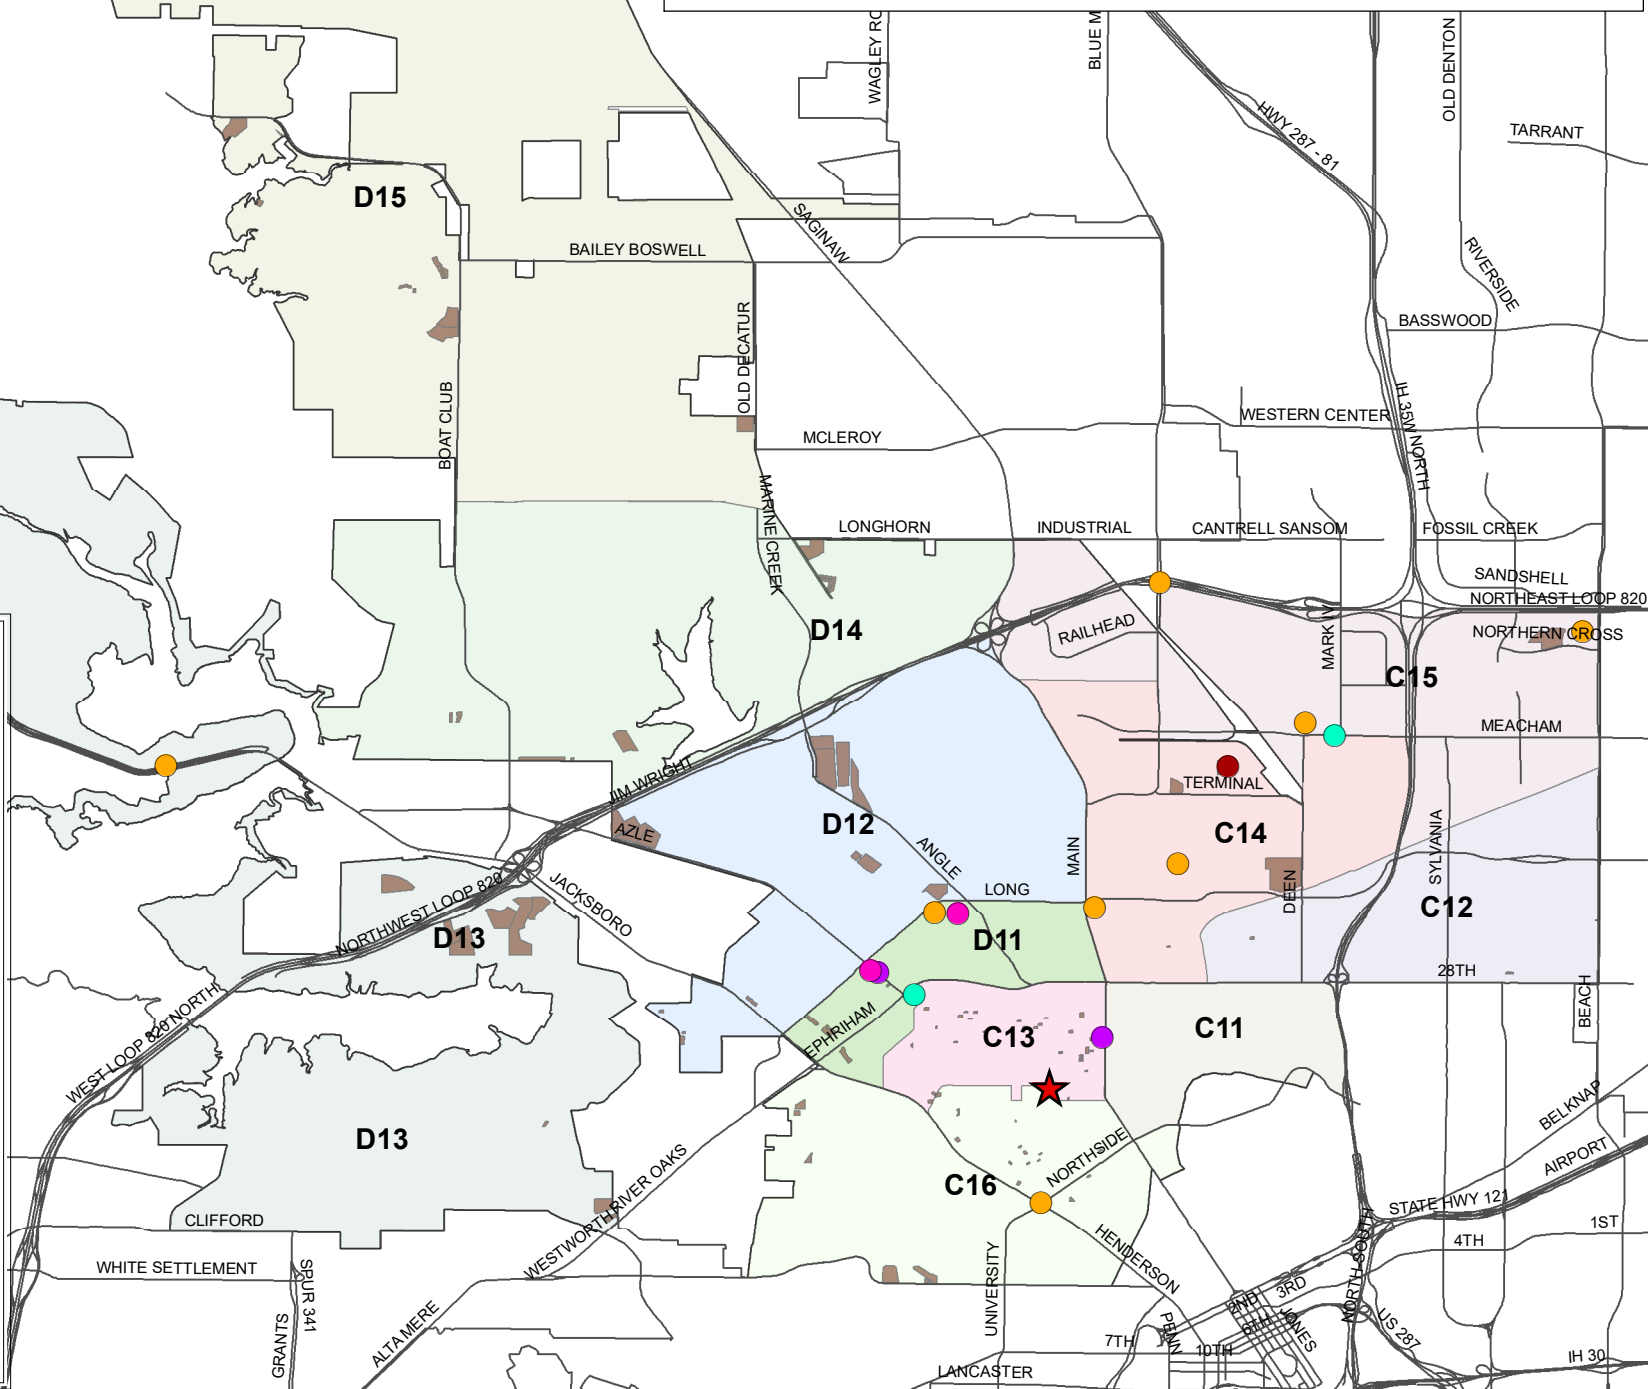 WAGLEY RO
BLUE M
OLD DENTON
HWY 287 - 81
TARRANT
D15
SAGINAW
BAILEY BOSWELL
RIVERSIDE
BASSWOOD
OLD DECATUR
BOAT CLUB
IH 35W NORTH
WESTERN CENTER
MCLEROY
MARINE CREEK
LONGHORN
INDUSTRIAL
CANTRELL SANSOM
FOSSIL CREEK
SANDSHELL
NORTHEAST LOOP 820
D14
RAILHEAD
MARK IV
NORTHERN CROSS
C15
MEACHAM
JIM WRIGHT
TERMINAL
AZLE
D12
ANGLE
MAIN
C14
SYLVANIA
DEEN
LONG
NORTHWEST LOOP 820
JACKSBORO
D13
D11
C12
28TH
BEACH
WEST LOOP 820 NORTH
EPHRIHAM
C13
C11
D13
BELKNAP
AIRPORT
NORTHSIDE
C16
WESTWORTH
RIVER OAKS
CLIFFORD
STATE HWY 121
1ST
4TH
WHITE SETTLEMENT
SPUR 341
GRANTS
ALTA MERE
UNIVERSITY
HENDERSON
NORTH-SOUTH
2ND
3RD
6TH
JONES
US 287
PENN
7TH
10TH
LANCASTER
IH 30